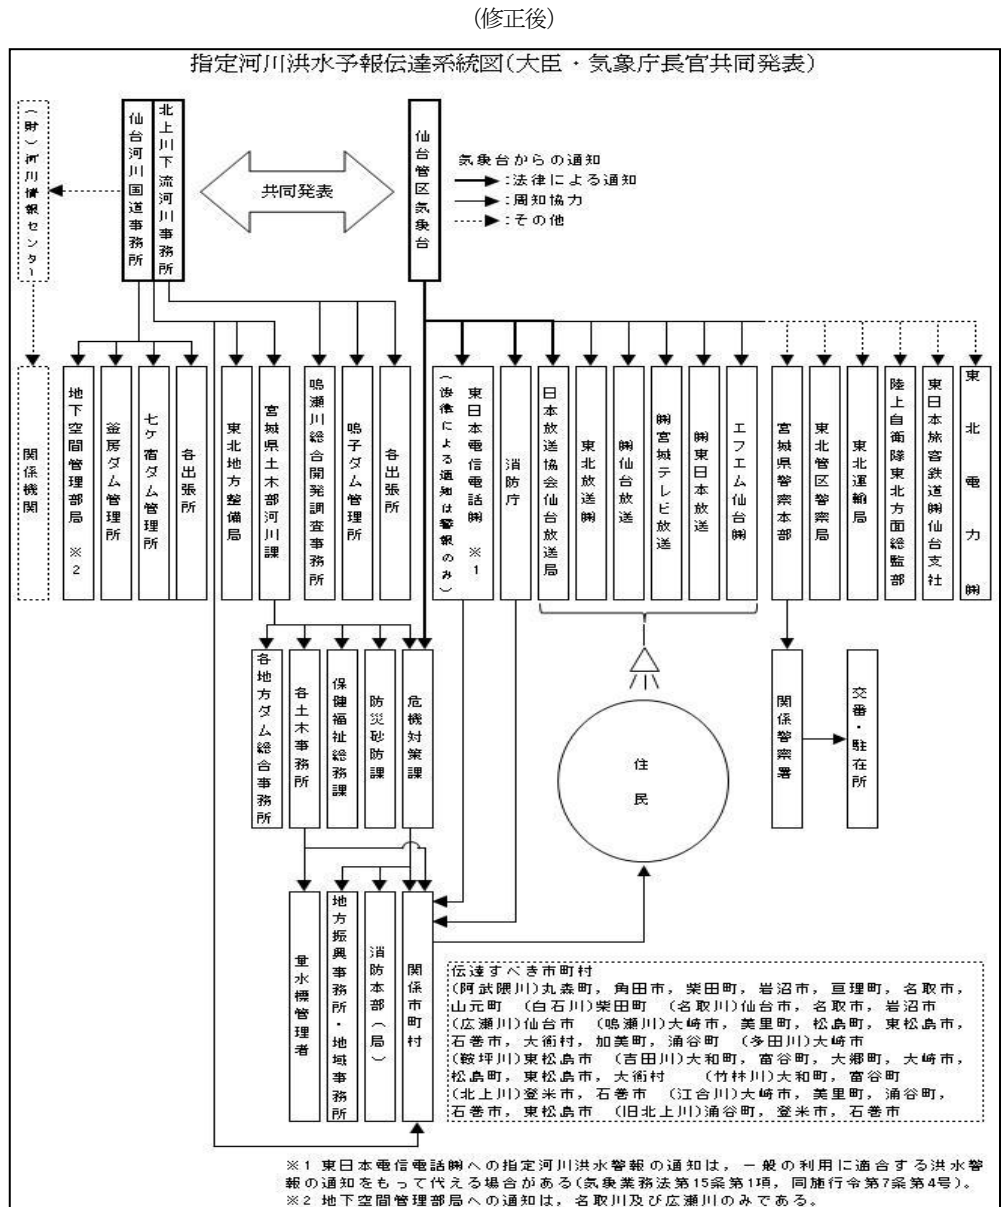 (修正後)
指定河川洪水予報伝達系統図(大臣・気象庁長官共同発表)
(財)河川情報センター
仙台河川国道事務所
北上川下流河川事務所
共同発表
仙台管区気象台
気象台からの通知
:法律による通知
:周知協力
:その他
関係機関
地下空間管理部局 ※2
釜房ダム管理所
七ケ宿ダム管理所
各出張所
東北地方整備局
宮城県土木部河川課
鳴瀬川総合開発調査事務所
鳴子ダム管理所
各出張所
東日本電信電話㈱ ※1
(法律による通知は警報のみ)
消防庁
日本放送協会仙台放送局
東北放送㈱
㈱仙台放送
㈱宮城テレビ放送
㈱東日本放送
エフエム仙台㈱
宮城県警察本部
東北管区警察局
東北運輸局
陸上自衛隊東北方面総監部
東日本旅客鉄道㈱仙台支社
東北電力㈱
各地方ダム総合事務所
各土木事務所
保健福祉総務課
防災砂防課
危機対策課
住民
関係警察署
交番・駐在所
量水標管理者
地方振興事務所・地域事務所
消防本部(局)
関係市町村
伝達すべき市町村
(阿武隈川)丸森町，角田市，柴田町，岩沼市，亘理町，名取市，
山元町 (白石川)柴田町 (名取川)仙台市，名取市，岩沼市
(広瀬川)仙台市 (鳴瀬川)大崎市，美里町，松島町，東松島市，
石巻市，大衡村，加美町，涌谷町 (多田川)大崎市
(鞍坪川)東松島市 (吉田川)大和町，富谷町，大郷町，大崎市，
松島町，東松島市，大衡村 (竹林川)大和町，富谷町
(北上川)登米市，石巻市 (江合川)大崎市，美里町，涌谷町，
石巻市，東松島市 (旧北上川)涌谷町，登米市，石巻市
※1 東日本電信電話㈱への指定河川洪水警報の通知は，一般の利用に適合する洪水警
報の通知をもって代える場合がある(気象業務法第15条第1項，同施行令第7条第4号)。
※2 地下空間管理部局への通知は，名取川及び広瀬川のみである。